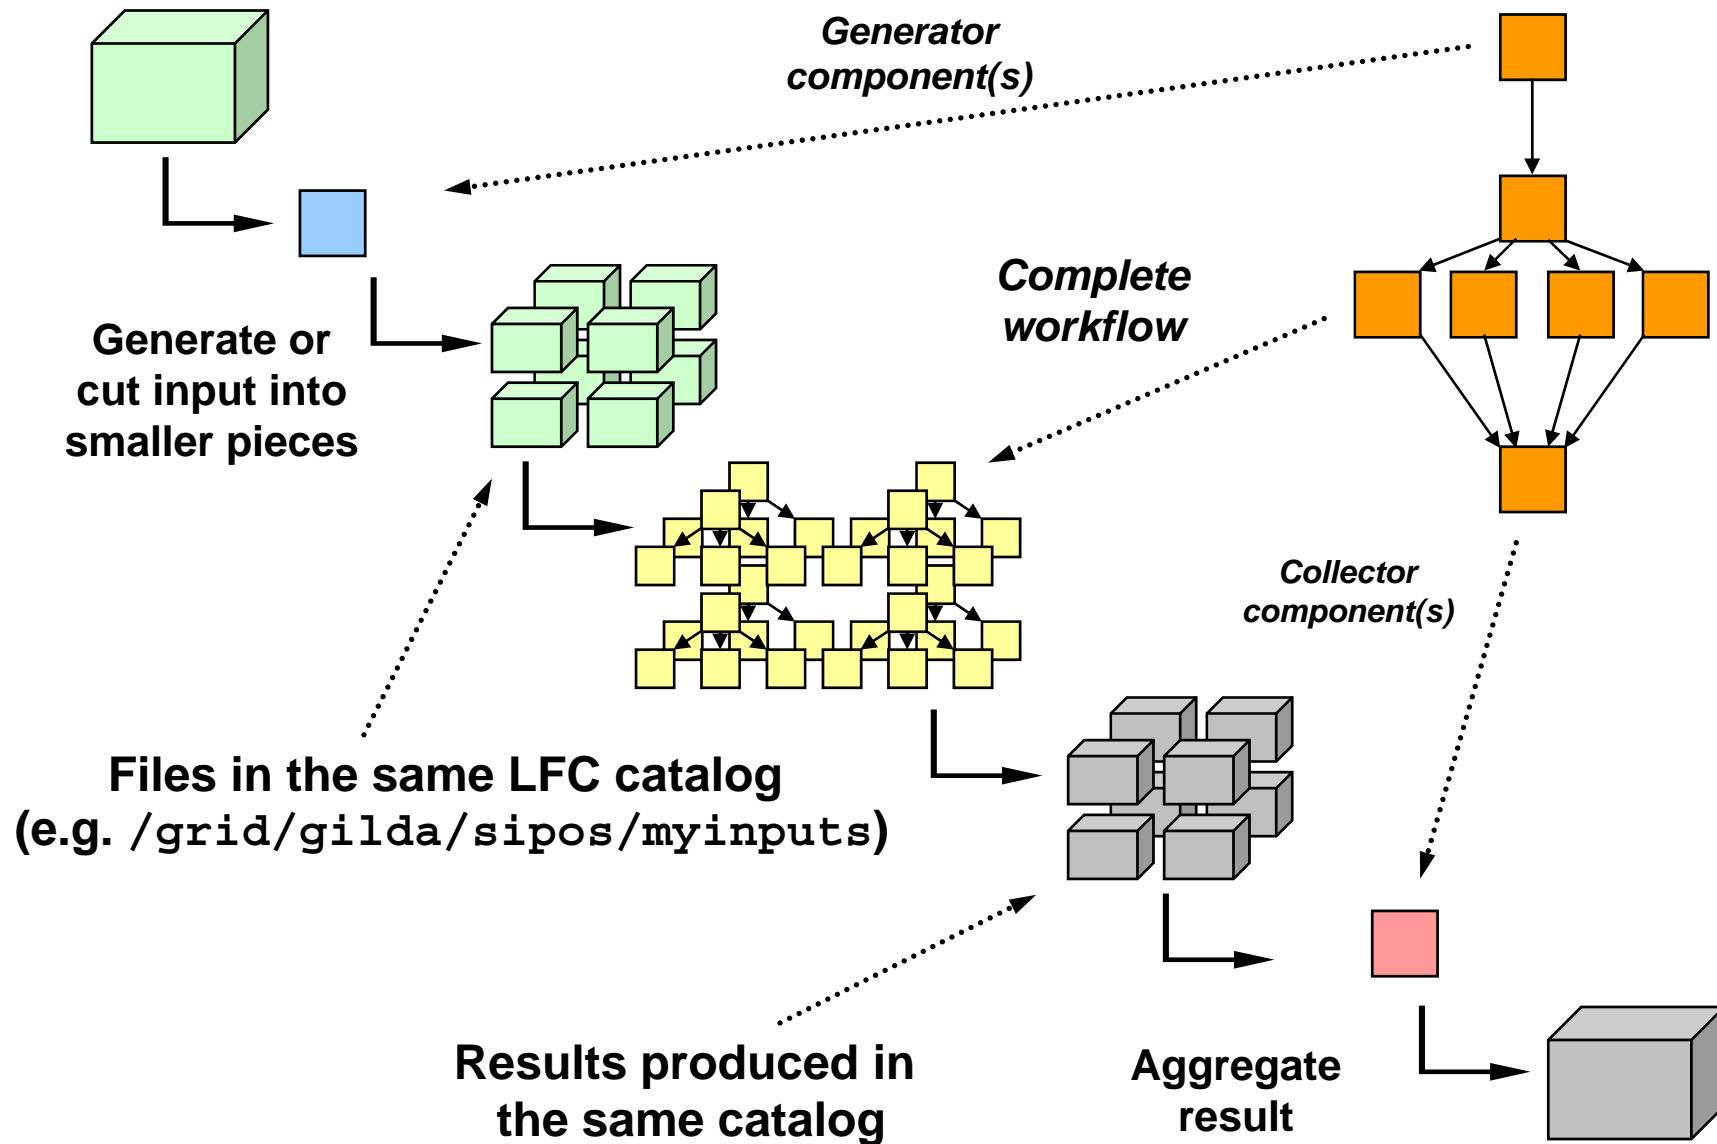 Generator
component(s)
Complete
workflow
Generate or
cut input into
smaller pieces
Collector
component(s)
Files in the same LFC catalog
(e.g. /grid/gilda/sipos/myinputs)
Results produced in
the same catalog
Aggregate
result